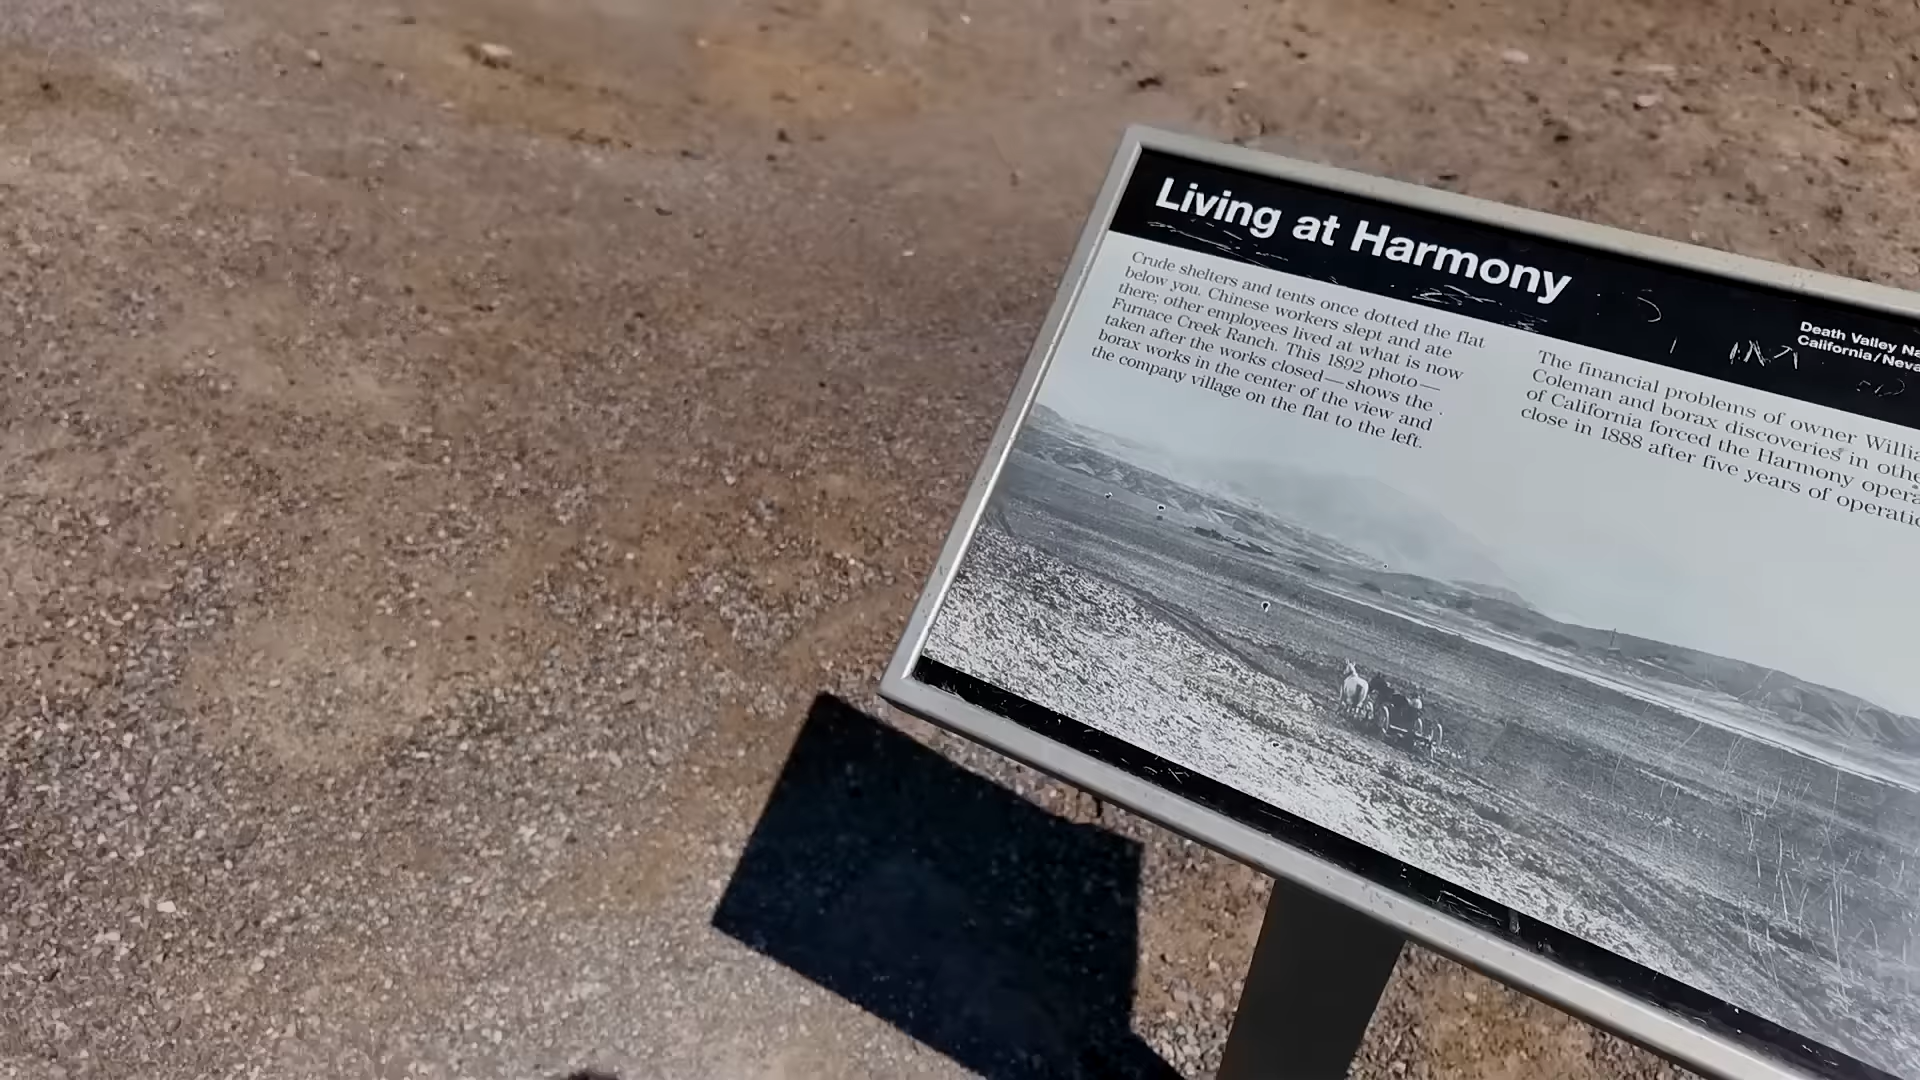 Living at Harmony
Death Valley
California/
Crude shelters and tents once dotted the flat
below you. Chinese workers slept and ate
there; other employees lived at what is now
Furnace Creek Ranch. This 1892 photo—
taken after the works closed—shows the
borax works in the center of the view and
the company village on the flat to the left.
The financial problems of owner
Coleman and borax discoveries in
of California forced the Harmony
close in 1888 after five years of